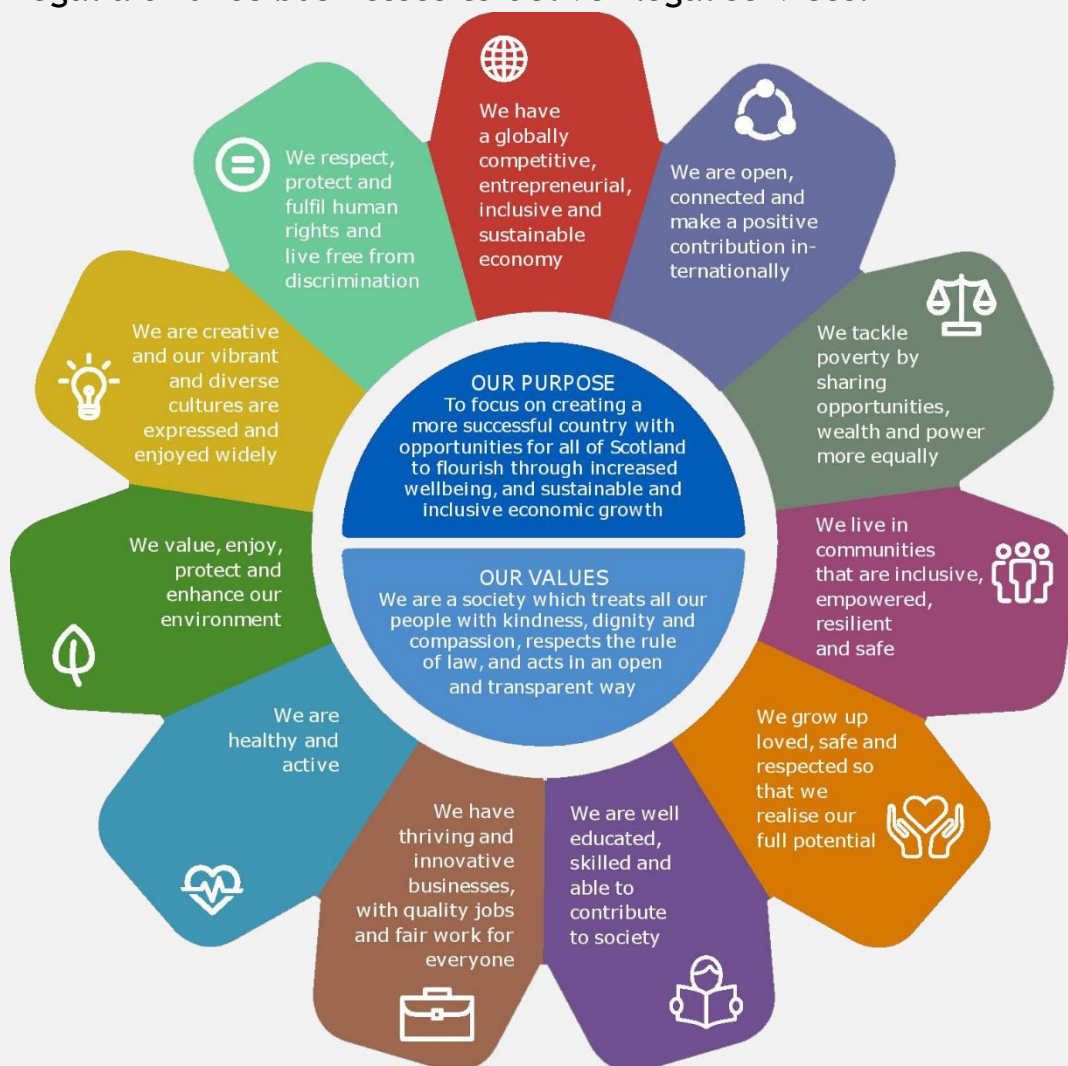 businesses to deliver legal services.
We have
a globally
competitive,
entrepreneurial,
inclusive and
sustainable
economy
We are open,
connected and
make a positive
contribution in-
ternationally
We tackle
poverty by
sharing
opportunities,
wealth and power
more equally
We live in
communities
that are inclusive,
empowered,
resilient
and safe
We grow up
loved, safe and
respected so
that we
realise our
full potential
We are well
educated,
skilled and
able to
contribute
to society
We have
thriving and
innovative
businesses,
with quality jobs
and fair work for
everyone
We are
healthy and
active
We value, enjoy,
protect and
enhance our
environment
We are creative
and our vibrant
and diverse
cultures are
expressed and
enjoyed widely
We respect,
protect and
fulfil human
rights and
live free from
discrimination
OUR PURPOSE
To focus on creating a
more successful country with
opportunities for all of Scotland
to flourish through increased
wellbeing, and sustainable and
inclusive economic growth
OUR VALUES
We are a society which treats all our
people with kindness, dignity and
compassion, respects the rule
of law, and acts in an open
and transparent way